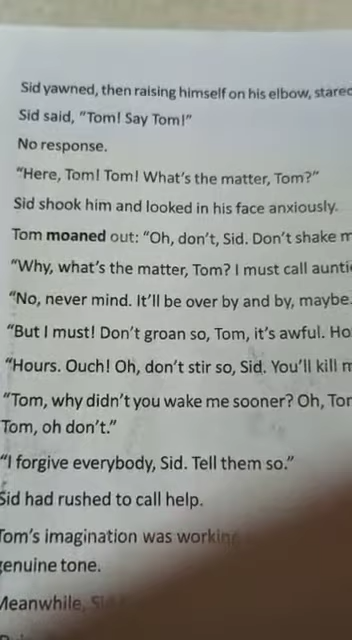 Sid yawned, then raising himself on his elbow, stared
Sid said, “Tom! Say Tom!”
No response.
“Here, Tom! Tom! What’s the matter, Tom?”
Sid shook him and looked in his face anxiously.
Tom moaned out: “Oh, don’t, Sid. Don’t shake m
“Why, what’s the matter, Tom? I must call aunti
“No, never mind. It’ll be over by and by, maybe.
“But I must! Don’t groan so, Tom, it’s awful. Ho
“Hours. Ouch! Oh, don’t stir so, Sid. You’ll kill m
“Tom, why didn’t you wake me sooner? Oh, Tom
Tom, oh don’t.”
“I forgive everybody, Sid. Tell them so.”
Sid had rushed to call help.
Tom’s imagination was working
genuine tone.
Meanwhile, Sid